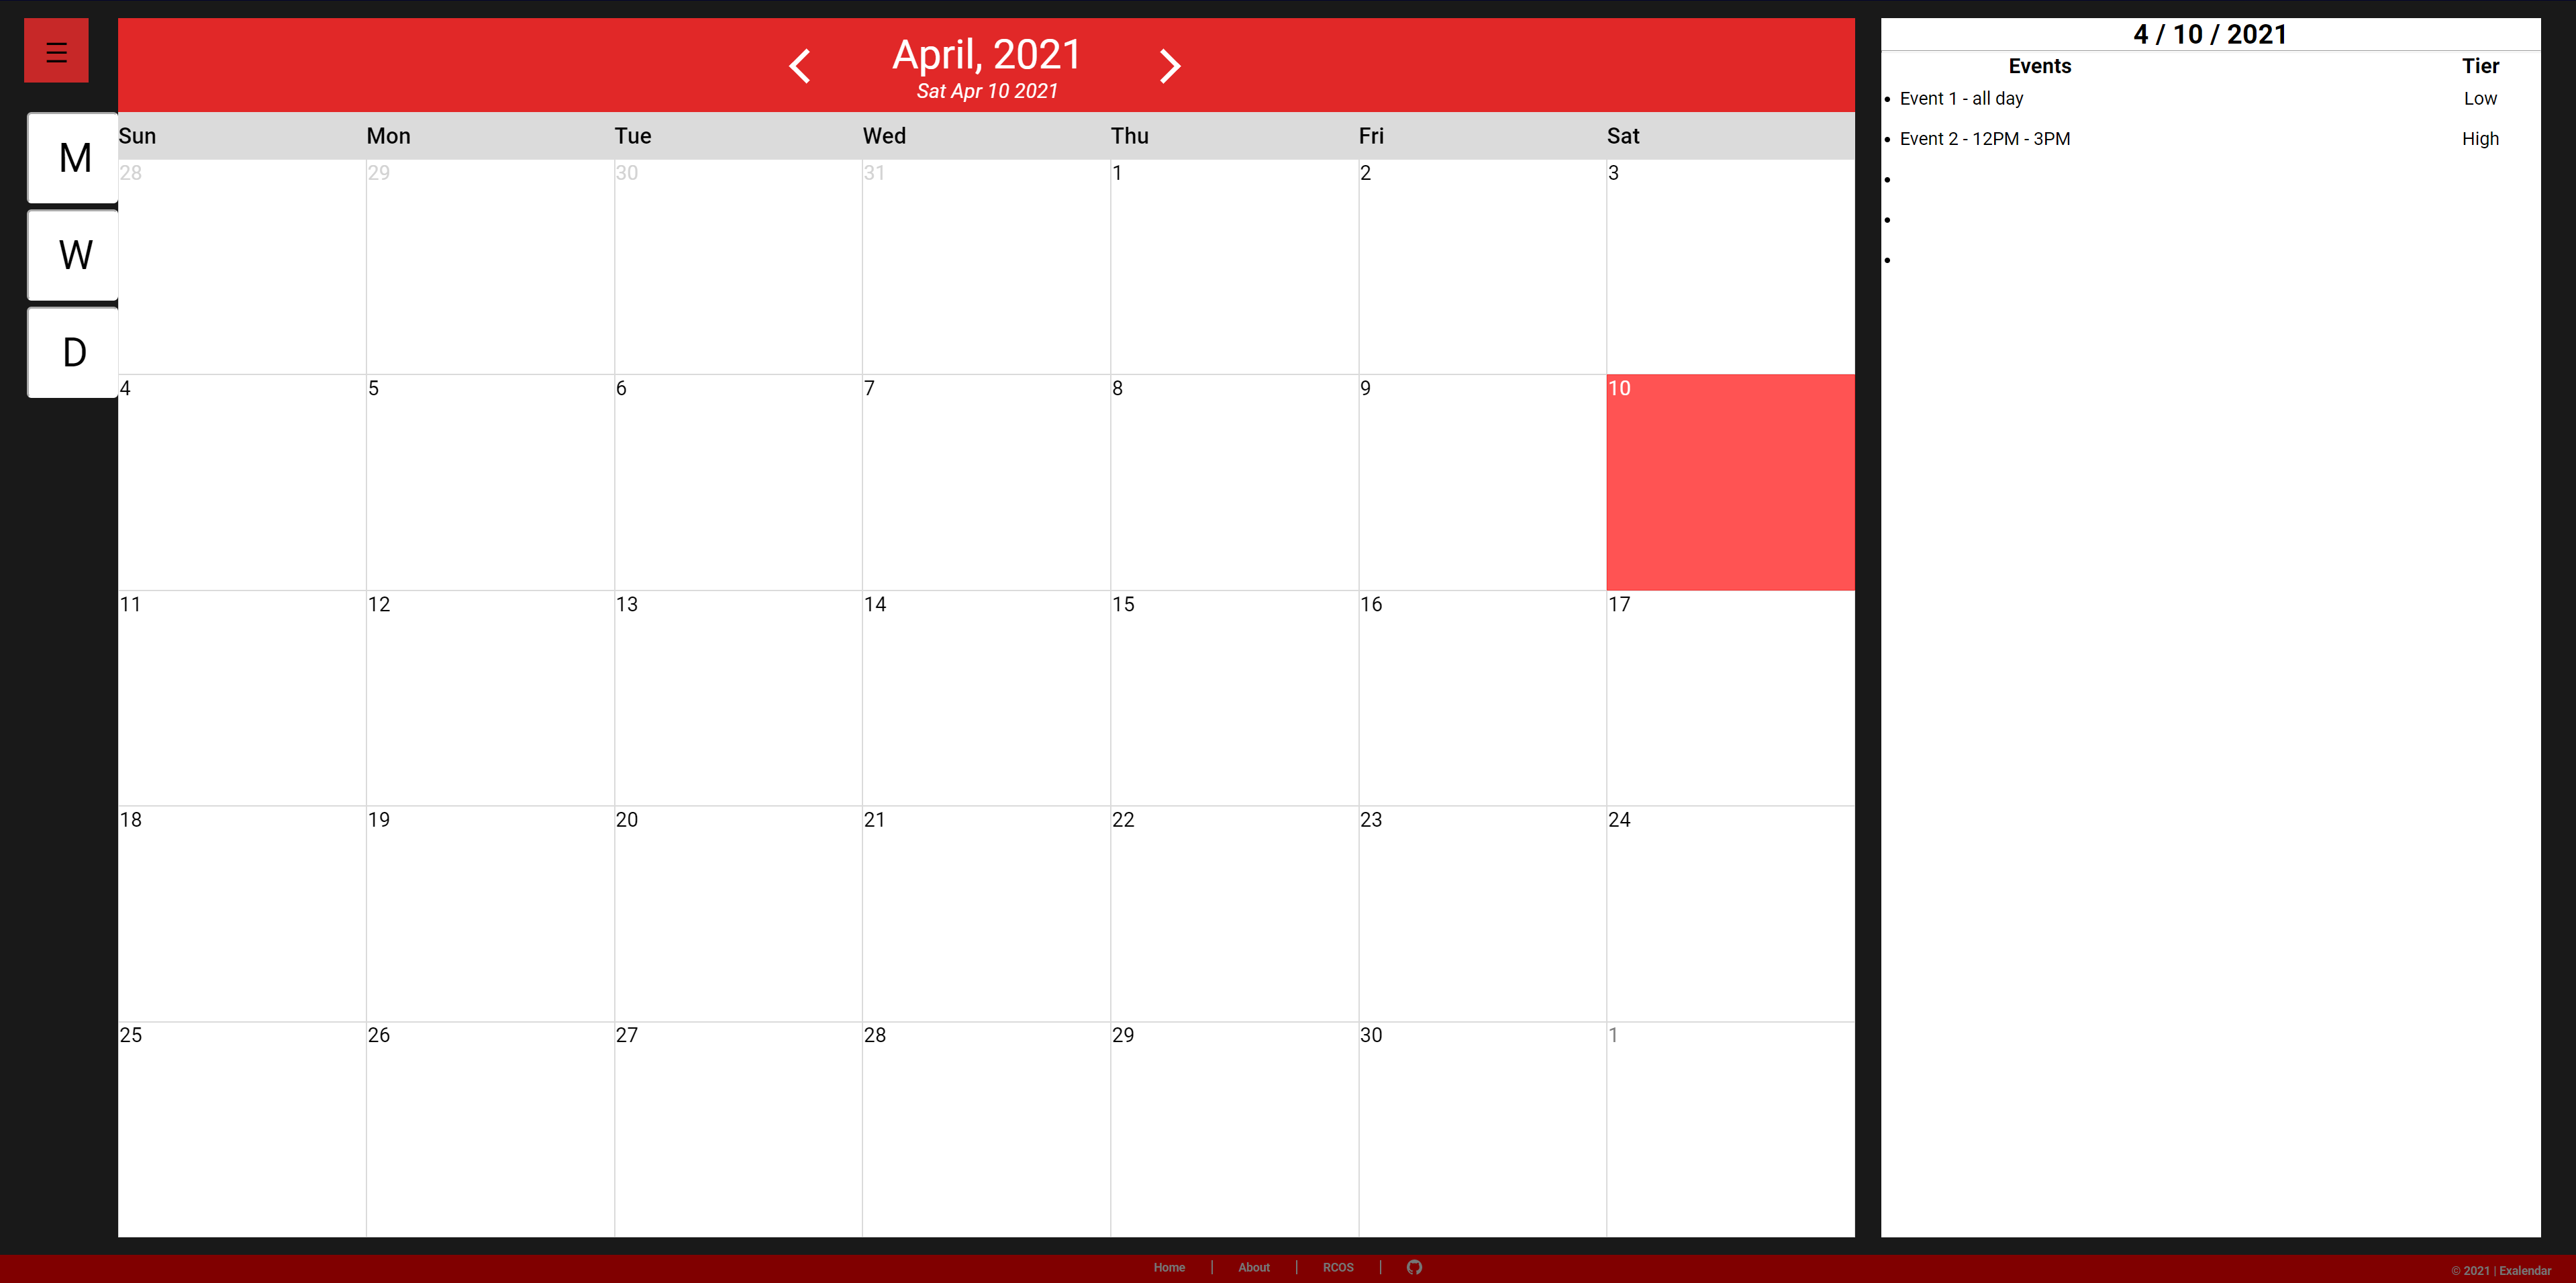 ☰
April, 2021
Sat Apr 10 2021
M
W
D
Sun Mon Tue Wed Thu Fri Sat
28 29 30 31 1 2 3
4 5 6 7 8 9 10
11 12 13 14 15 16 17
18 19 20 21 22 23 24
25 26 27 28 29 30 1
4 / 10 / 2021
Events Tier
• Event 1 - all day Low
• Event 2 - 12PM - 3PM High
•
•
•
Home | About | RCOS |
© 2021 | Exalendar